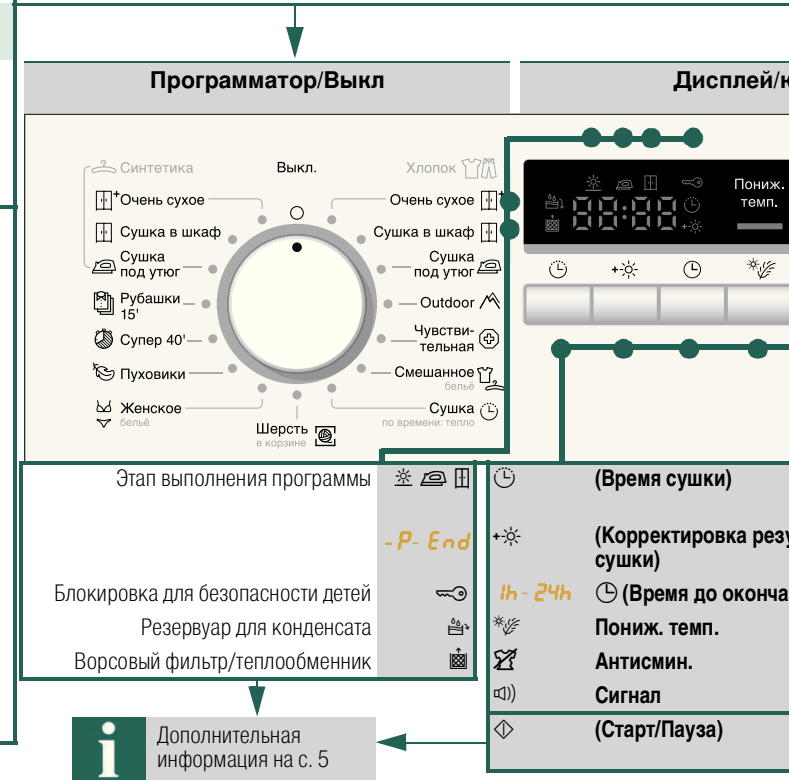 Программатор/Выкл
Дисплей/к
Синтетика
Выкл.
Хлопок
Очень сухое
Сушка в шкаф
Сушка
под утюг
Рубашки
15'
Супер 40'
Пуховики
Женское
бельё
Шерсть
в корзине
Очень сухое
Сушка в шкаф
Сушка
под утюг
Outdoor
Чувстви-
тельная
Смешанное
бельё
Сушка
по времени: тепло
88:88
Пониж.
темп.
Этап выполнения программы
-P- End
Блокировка для безопасности детей
Резервуар для конденсата
Ворсовый фильтр/теплообменник
(Время сушки)
(Корректировка резу
сушки)
1h - 24h (Время до оконча
Пониж. темп.
Антисмин.
Сигнал
(Старт/Пауза)
i
Дополнительная
информация на с. 5